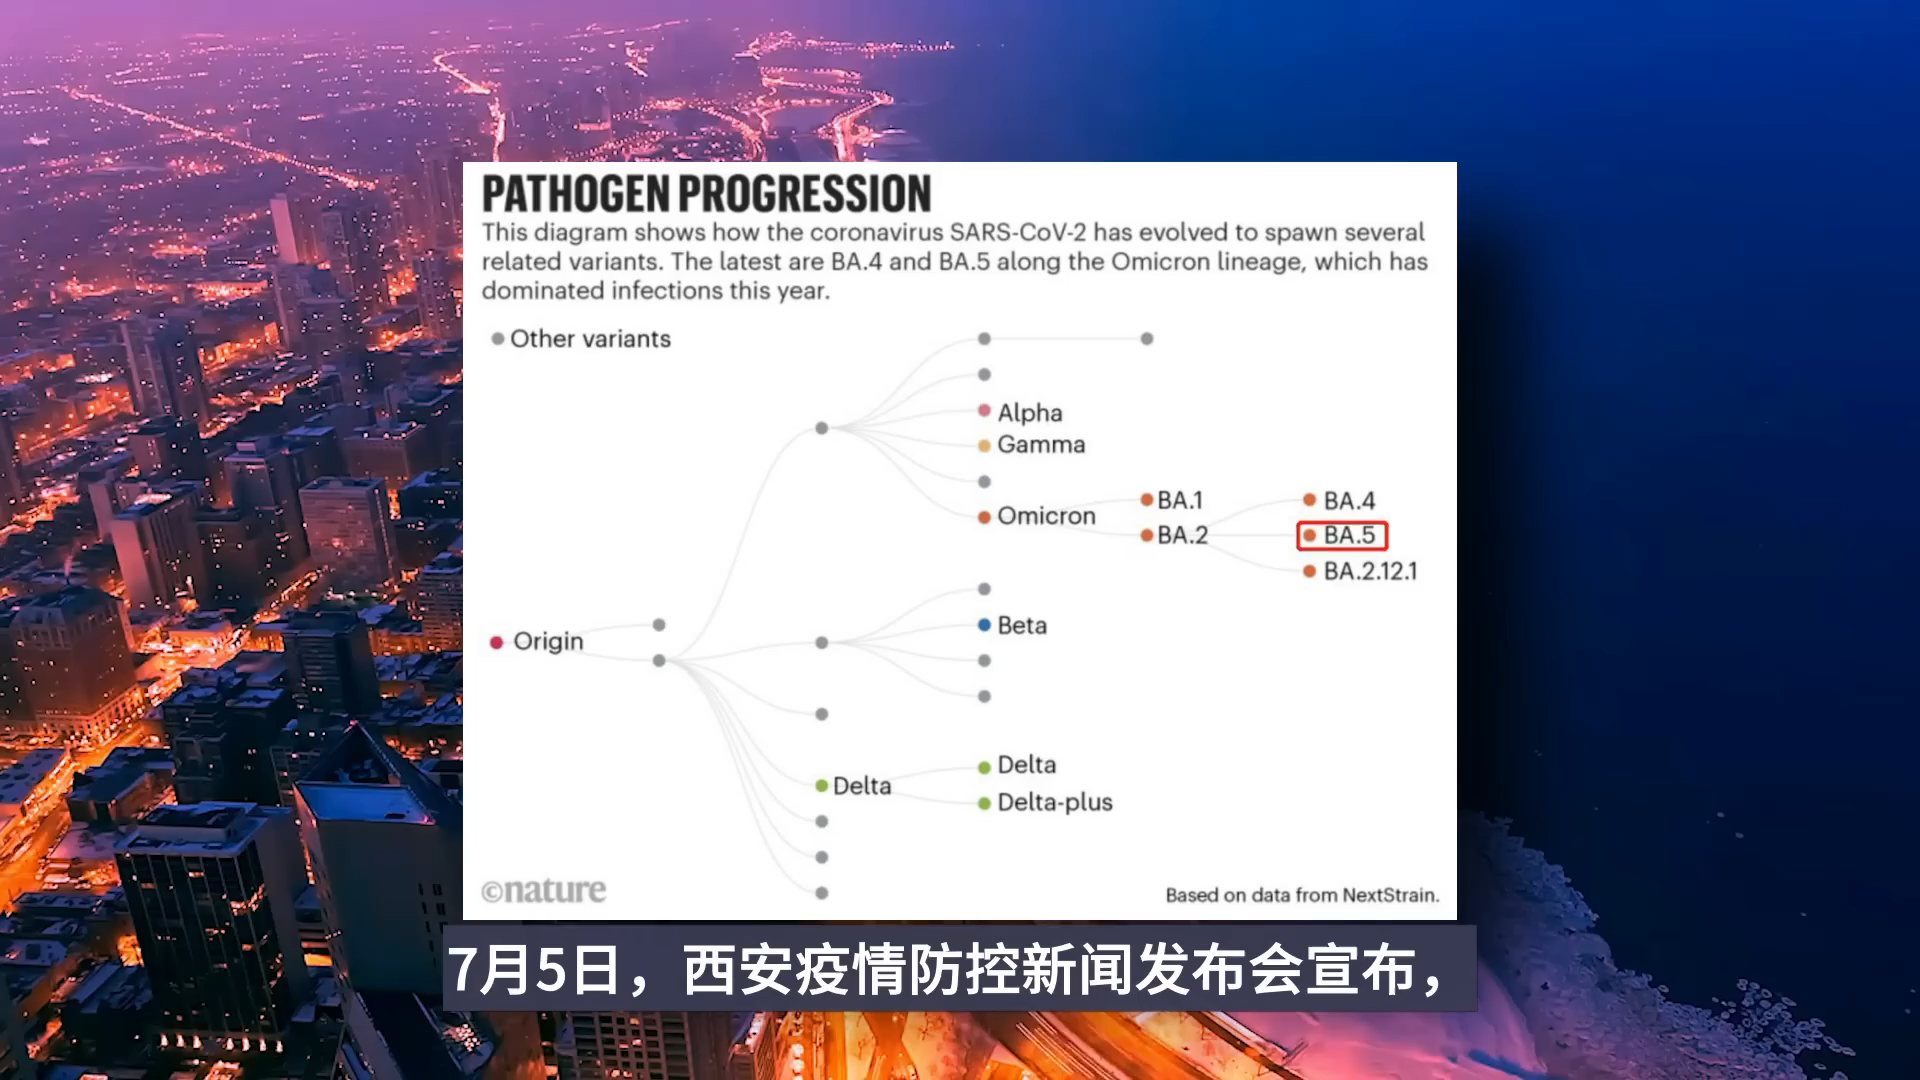 PATHOGEN PROGRESSION
This diagram shows how the coronavirus SARS-CoV-2 has evolved to spawn several
related variants. The latest are BA.4 and BA.5 along the Omicron lineage, which has
dominated infections this year.
Other variants
Alpha
Gamma
Omicron
BA.1
BA.2
BA.4
BA.5
BA.2.12.1
Beta
Origin
Delta
Delta
Delta-plus
©nature
Based on data from NextStrain.
7月5日，西安疫情防控新闻发布会宣布，